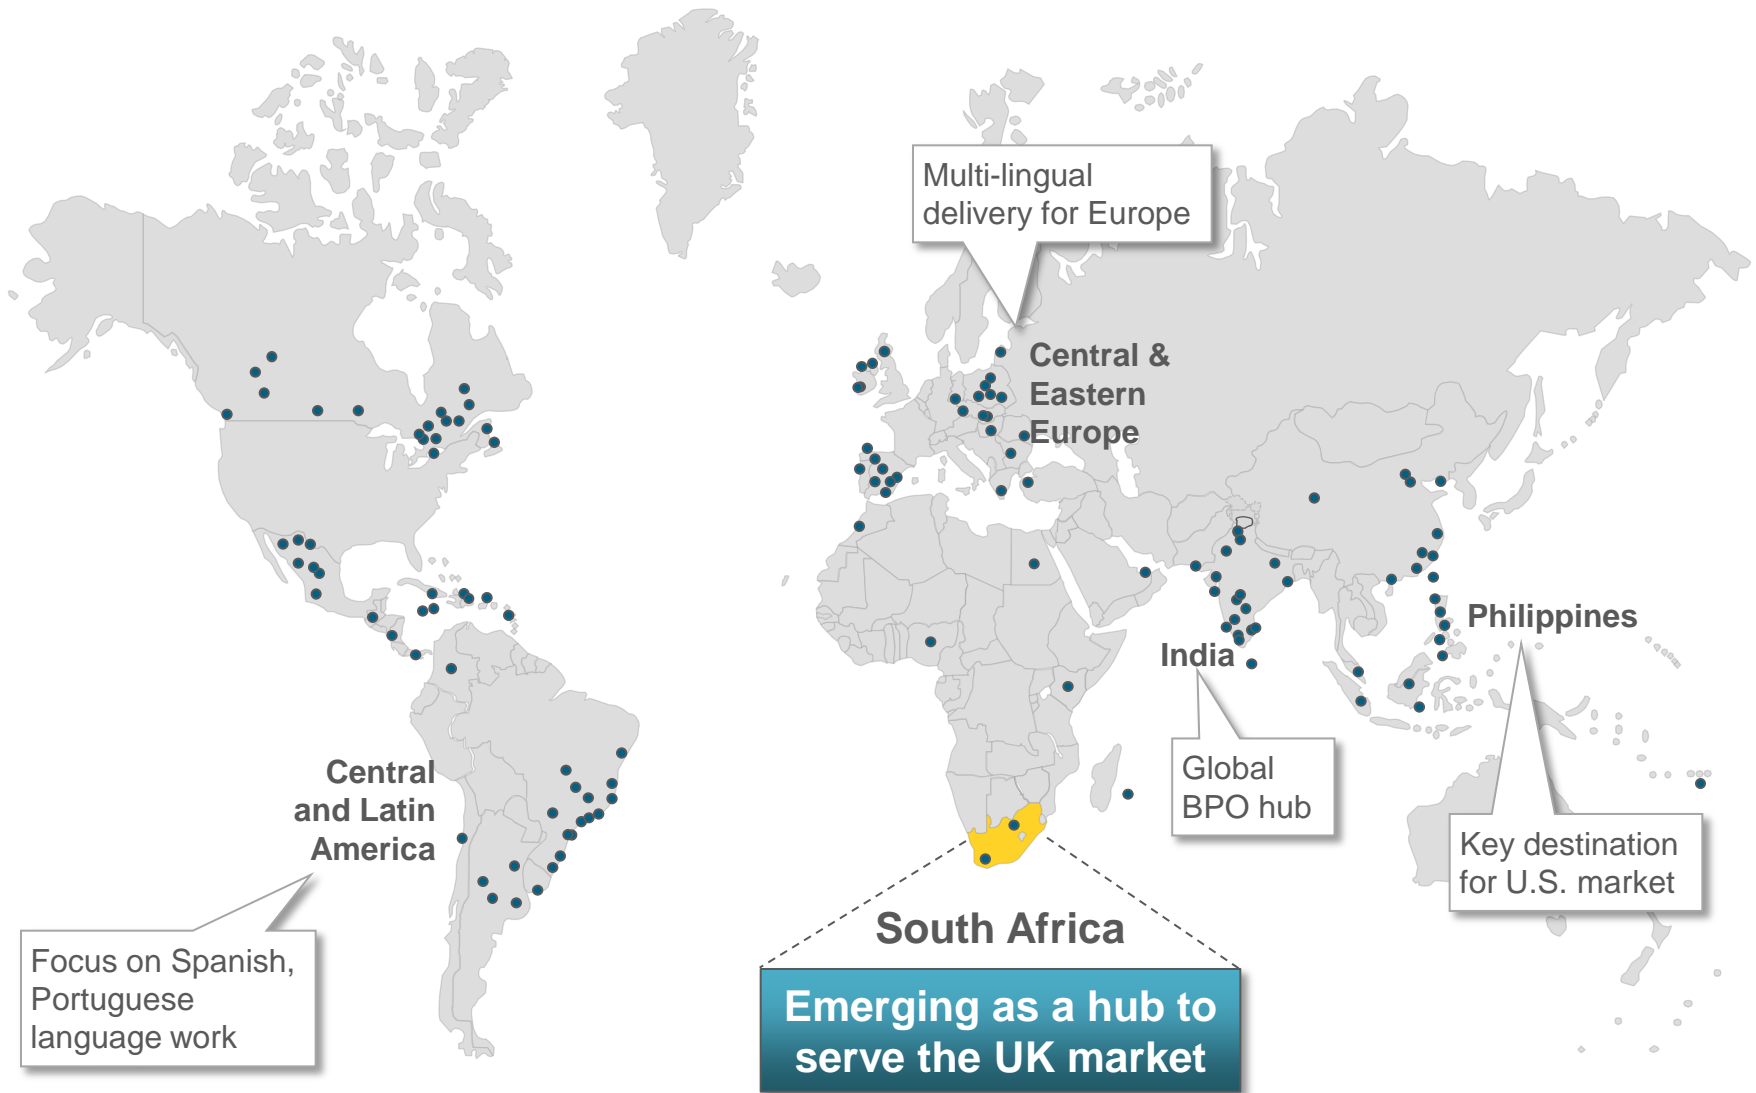 Multi-lingual
delivery for Europe
Central &
Eastern
Europe
Philippines
India
Global
BPO hub
Central
and Latin
America
Key destination
for U.S. market
South Africa
Focus on Spanish,
Portuguese
language work
Emerging as a hub to
serve the UK market